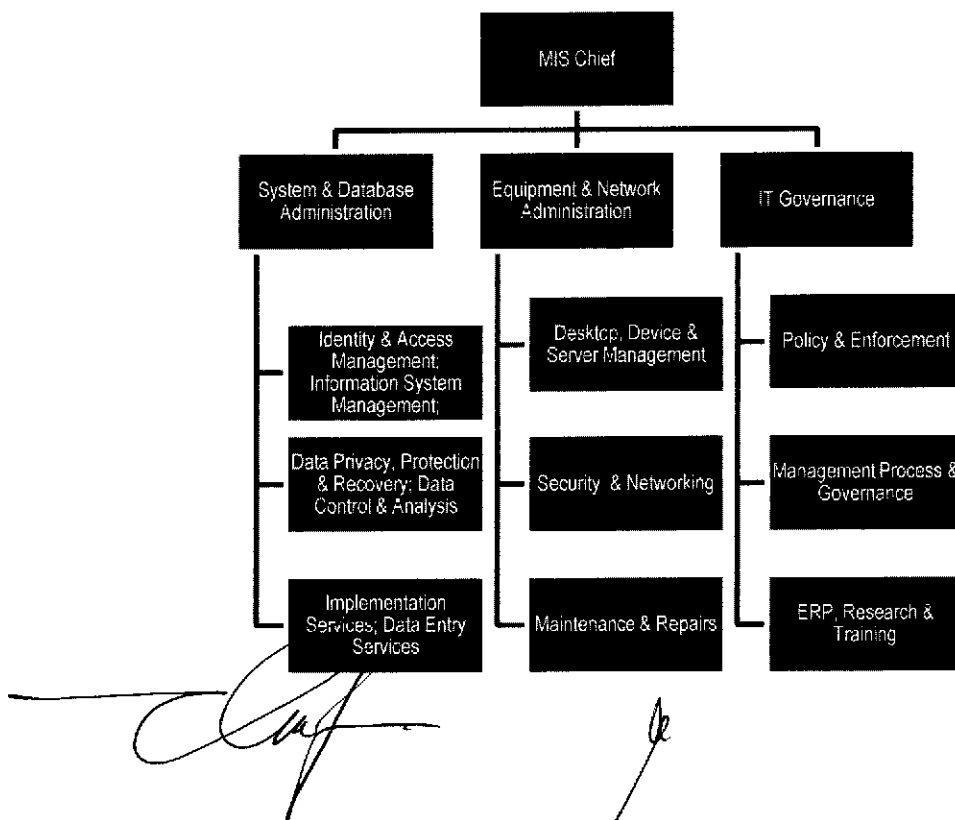 MIS Chief
System & Database
Administration
Equipment & Network
Administration
IT Governance
Identity & Access
Management;
Information System
Management;
Desktop, Device &
Server Management
Policy & Enforcement
Data Privacy, Protection
& Recovery; Data
Control & Analysis
Security & Networking
Management Process &
Governance
Implementation
Services; Data Entry
Services
Maintenance & Repairs
ERP, Research &
Training